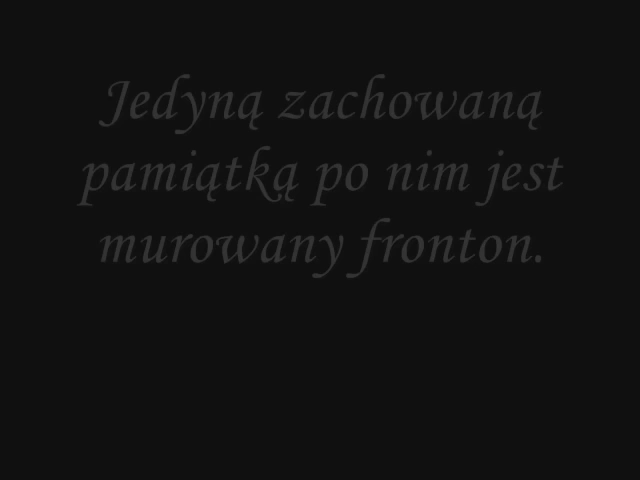 Jedyną zachowaną
pamiątką po nim jest
murowany fronton.